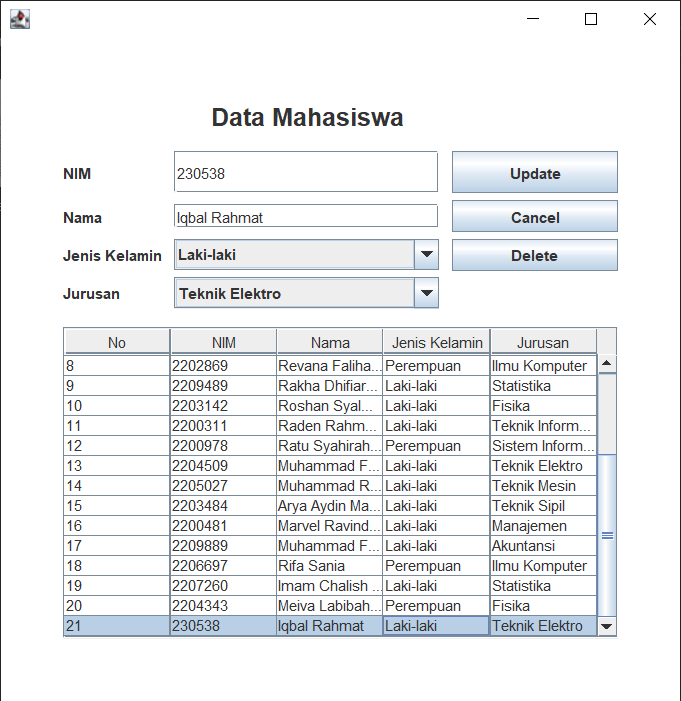 Data Mahasiswa
NIM 230538 Update
Nama Iqbal Rahmat Cancel
Jenis Kelamin Laki-laki Delete
Jurusan Teknik Elektro
No NIM Nama Jenis Kelamin Jurusan
8 2202869 Revana Faliha... Perempuan Ilmu Komputer
9 2209489 Rakha Dhifiar... Laki-laki Statistika
10 2203142 Roshan Syal... Laki-laki Fisika
11 2200311 Raden Rahm... Laki-laki Teknik Inform...
12 2200978 Ratu Syahirah... Perempuan Sistem Inform...
13 2204509 Muhammad F... Laki-laki Teknik Elektro
14 2205027 Muhammad R... Laki-laki Teknik Mesin
15 2203484 Arya Aydin Ma... Laki-laki Teknik Sipil
16 2200481 Marvel Ravind... Laki-laki Manajemen
17 2209889 Muhammad F... Laki-laki Akuntansi
18 2206697 Rifa Sania Perempuan Ilmu Komputer
19 2207260 Imam Chalish ... Laki-laki Statistika
20 2204343 Meiva Labibah... Perempuan Fisika
21 230538 Iqbal Rahmat Laki-laki Teknik Elektro